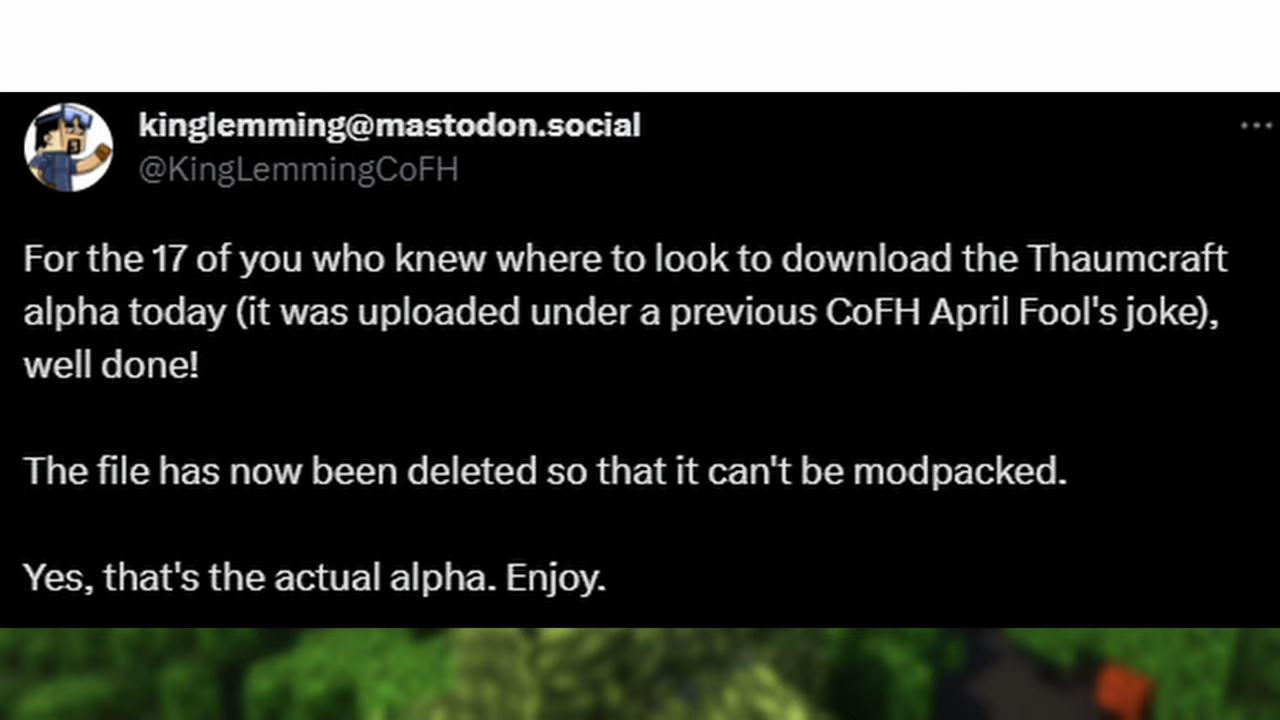 kinglemming@mastodon.social
@KingLemmingCoFH
For the 17 of you who knew where to look to download the Thaumcraft
alpha today (it was uploaded under a previous CoFH April Fool's joke),
well done!
The file has now been deleted so that it can't be modpacked.
Yes, that's the actual alpha. Enjoy.